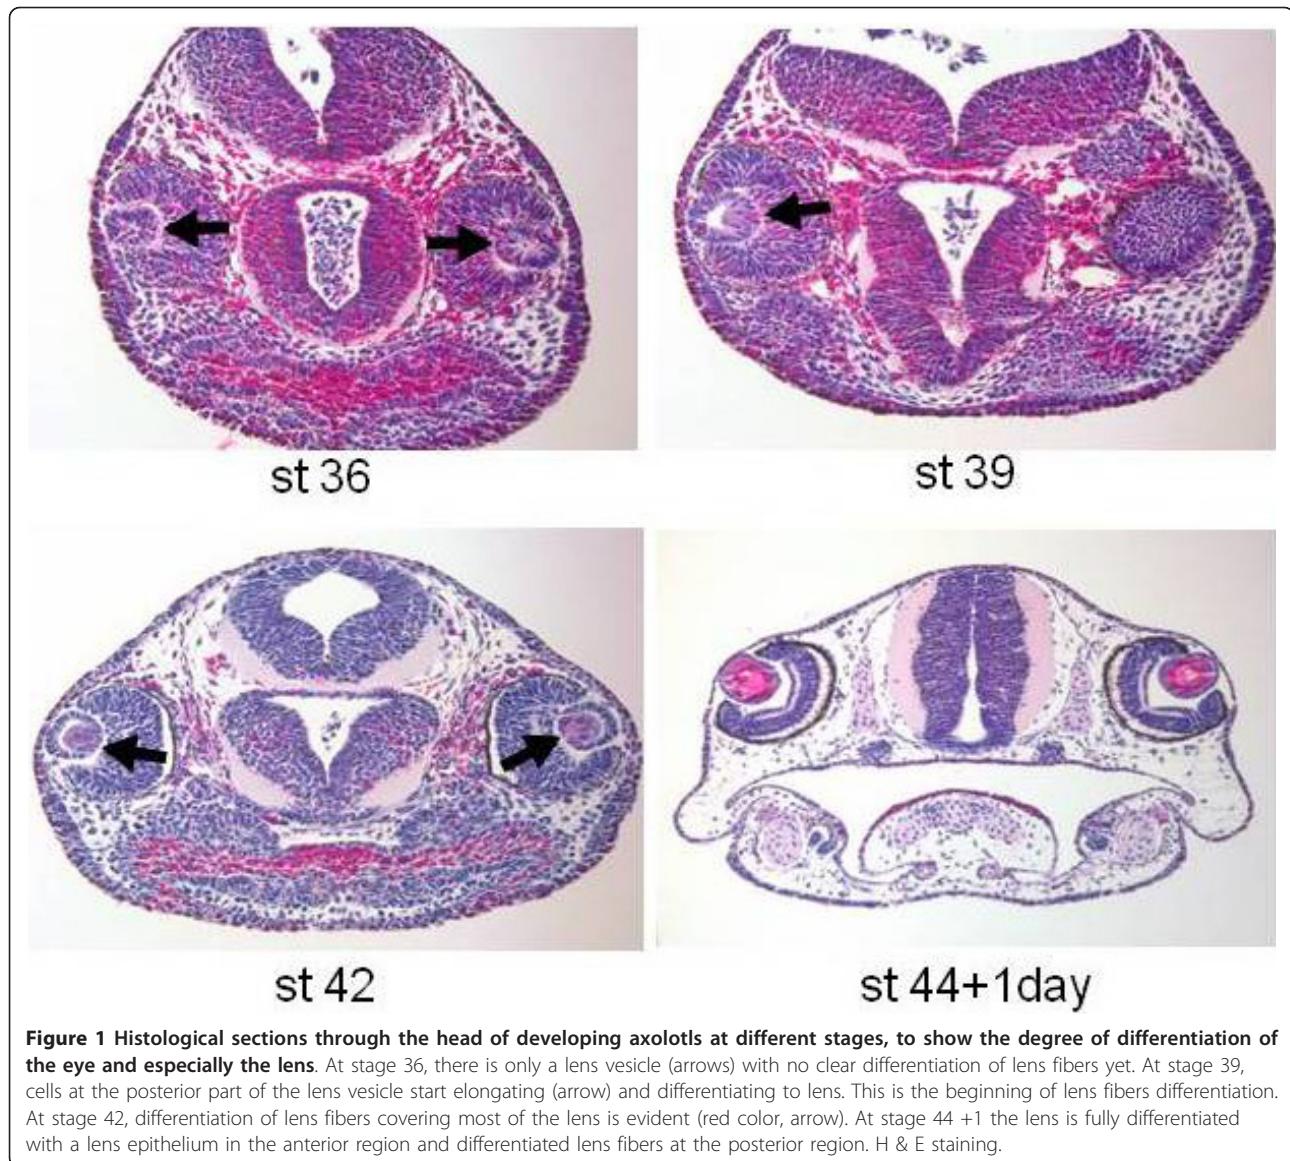 st 36
st 39
st 42
st 44+1day
Figure 1 Histological sections through the head of developing axolotls at different stages, to show the degree of differentiation of
the eye and especially the lens. At stage 36, there is only a lens vesicle (arrows) with no clear differentiation of lens fibers yet. At stage 39,
cells at the posterior part of the lens vesicle start elongating (arrow) and differentiating to lens. This is the beginning of lens fibers differentiation.
At stage 42, differentiation of lens fibers covering most of the lens is evident (red color, arrow). At stage 44 +1 the lens is fully differentiated
with a lens epithelium in the anterior region and differentiated lens fibers at the posterior region. H & E staining.